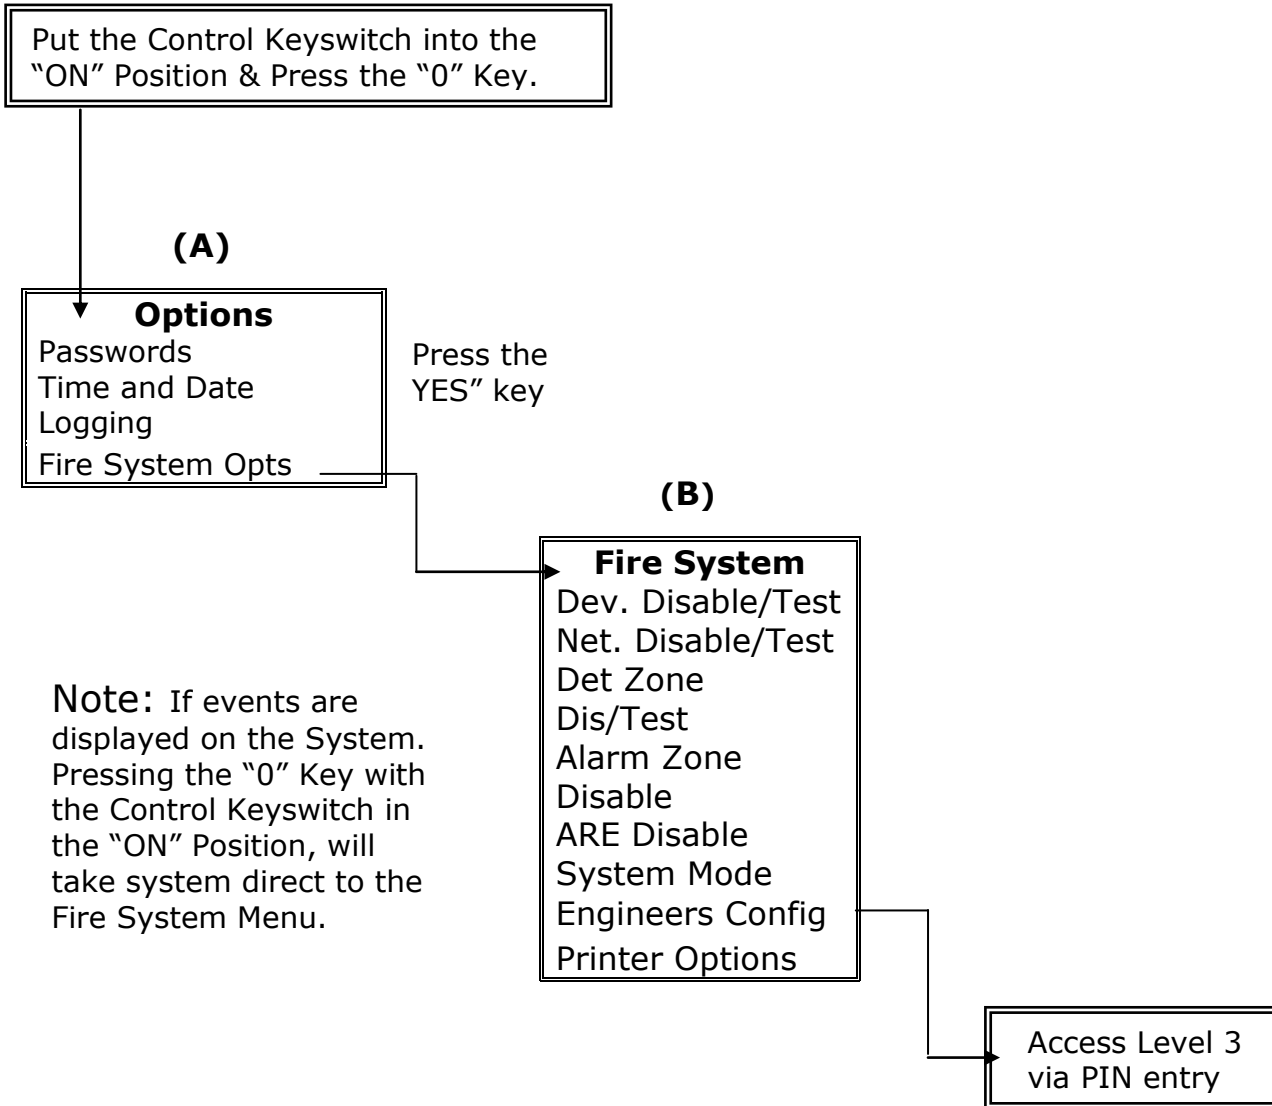 Put the Control Keyswitch into the
“ON” Position & Press the “0” Key.
(A)
Options
Passwords
Time and Date
Logging
Fire System Opts
Press the
YES” key
(B)
Fire System
Dev. Disable/Test
Net. Disable/Test
Det Zone
Dis/Test
Alarm Zone
Disable
ARE Disable
System Mode
Engineers Config
Printer Options
Note: If events are
displayed on the System.
Pressing the “0” Key with
the Control Keyswitch in
the “ON” Position, will
take system direct to the
Fire System Menu.
Access Level 3
via PIN entry